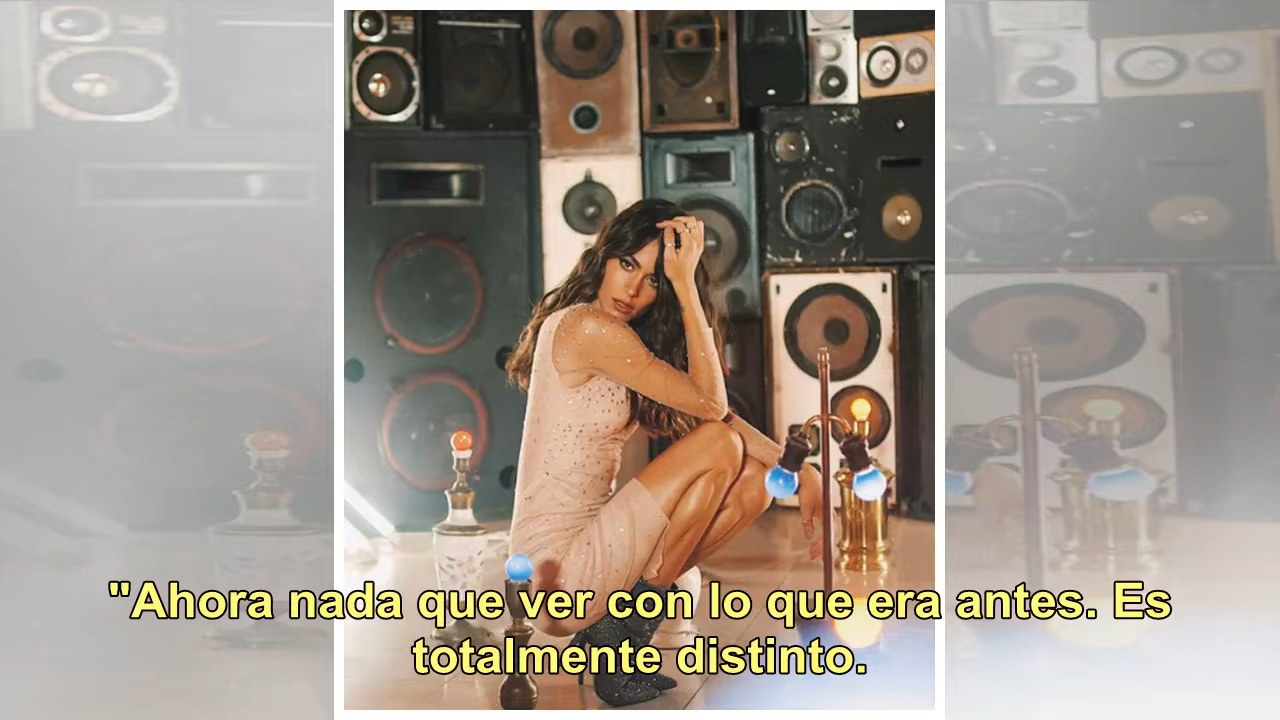 "Ahora nada que ver con lo que era antes. Es
totalmente distinto.